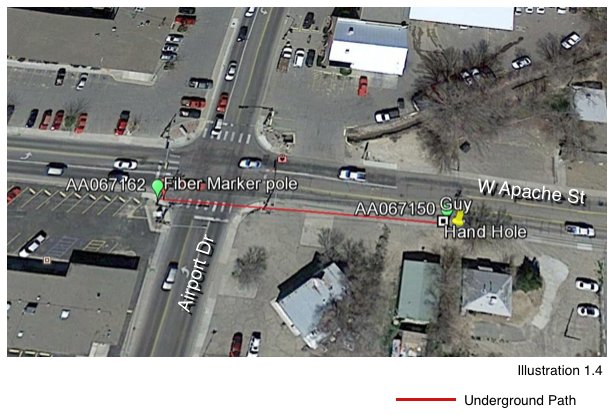 W Apache St
AA067162 Fiber Marker pole
AA067150 Guy
Hand Hole
Airport Dr
Illustration 1.4
Underground Path